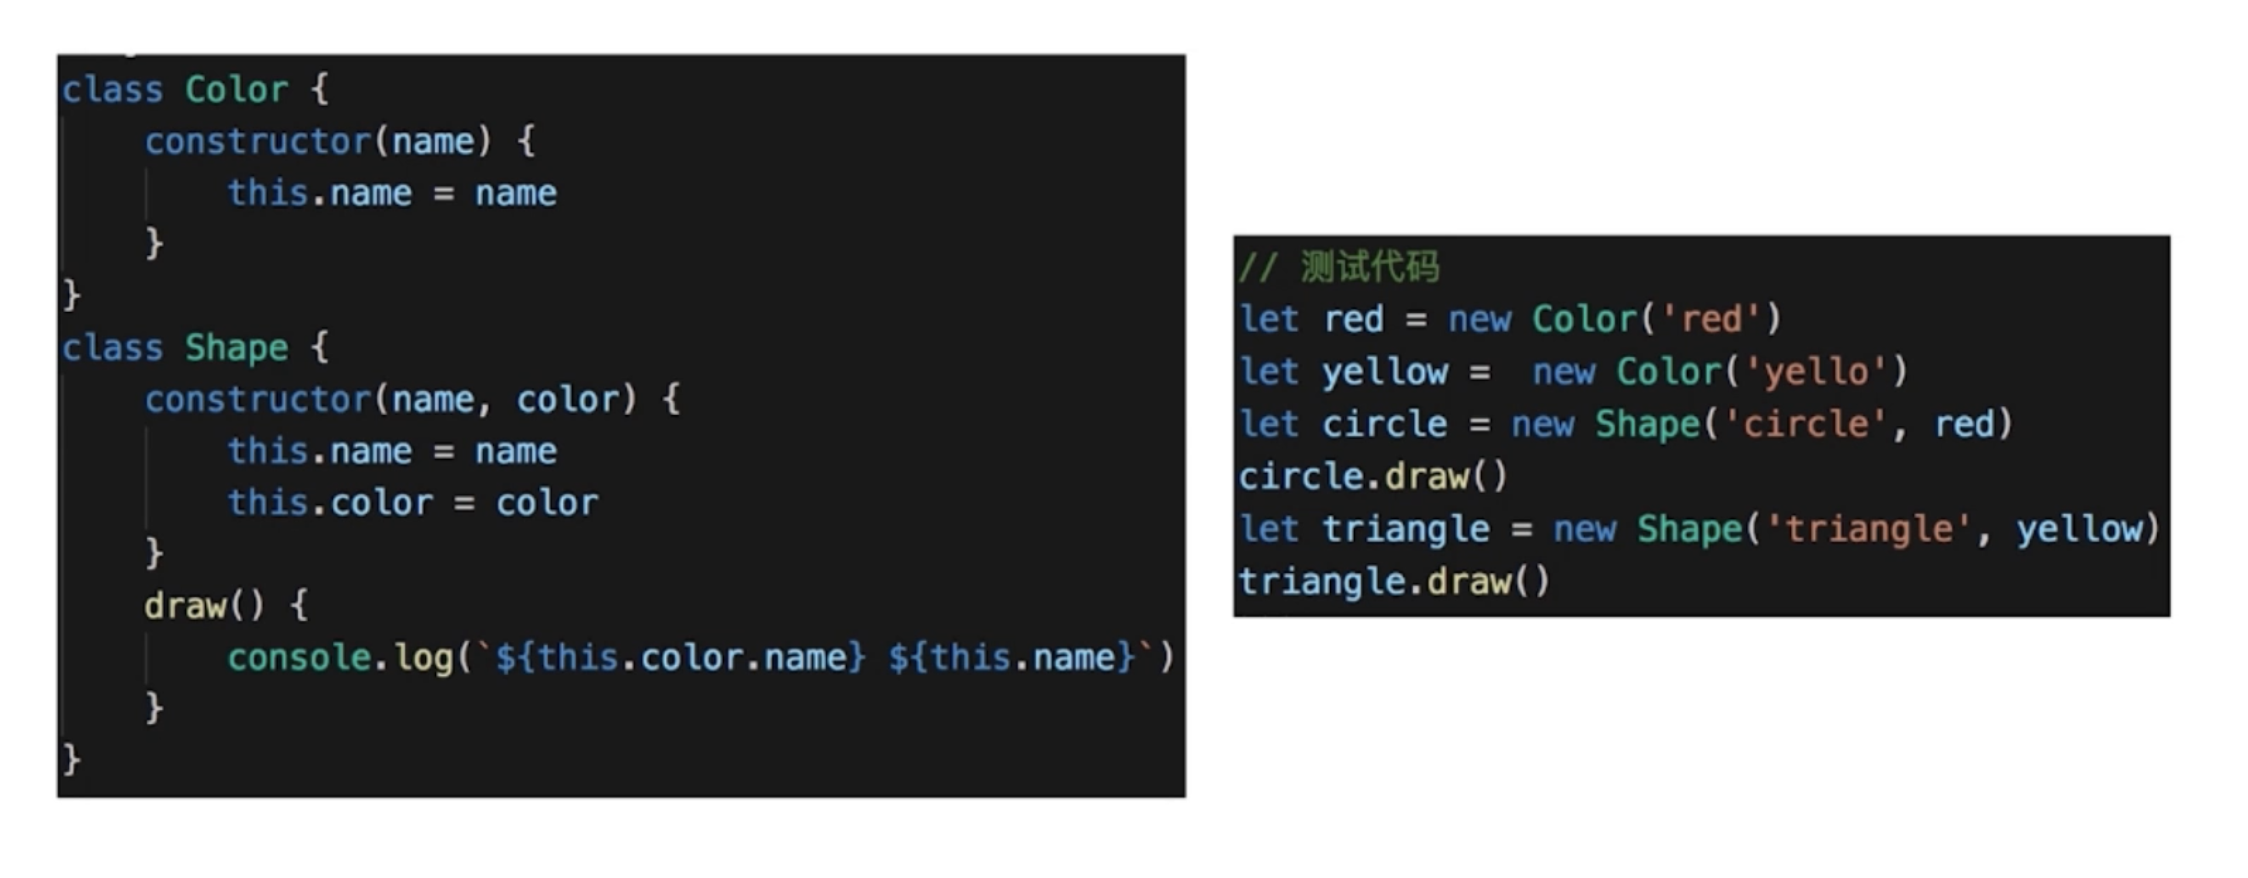 class Color {
    constructor(name) {
        this.name = name
    }
}
class Shape {
    constructor(name, color) {
        this.name = name
        this.color = color
    }
    draw() {
        console.log(`${this.color.name} ${this.name}`)
    }
}
// 测试代码
let red = new Color('red')
let yellow =  new Color('yello')
let circle = new Shape('circle', red)
circle.draw()
let triangle = new Shape('triangle', yellow)
triangle.draw()